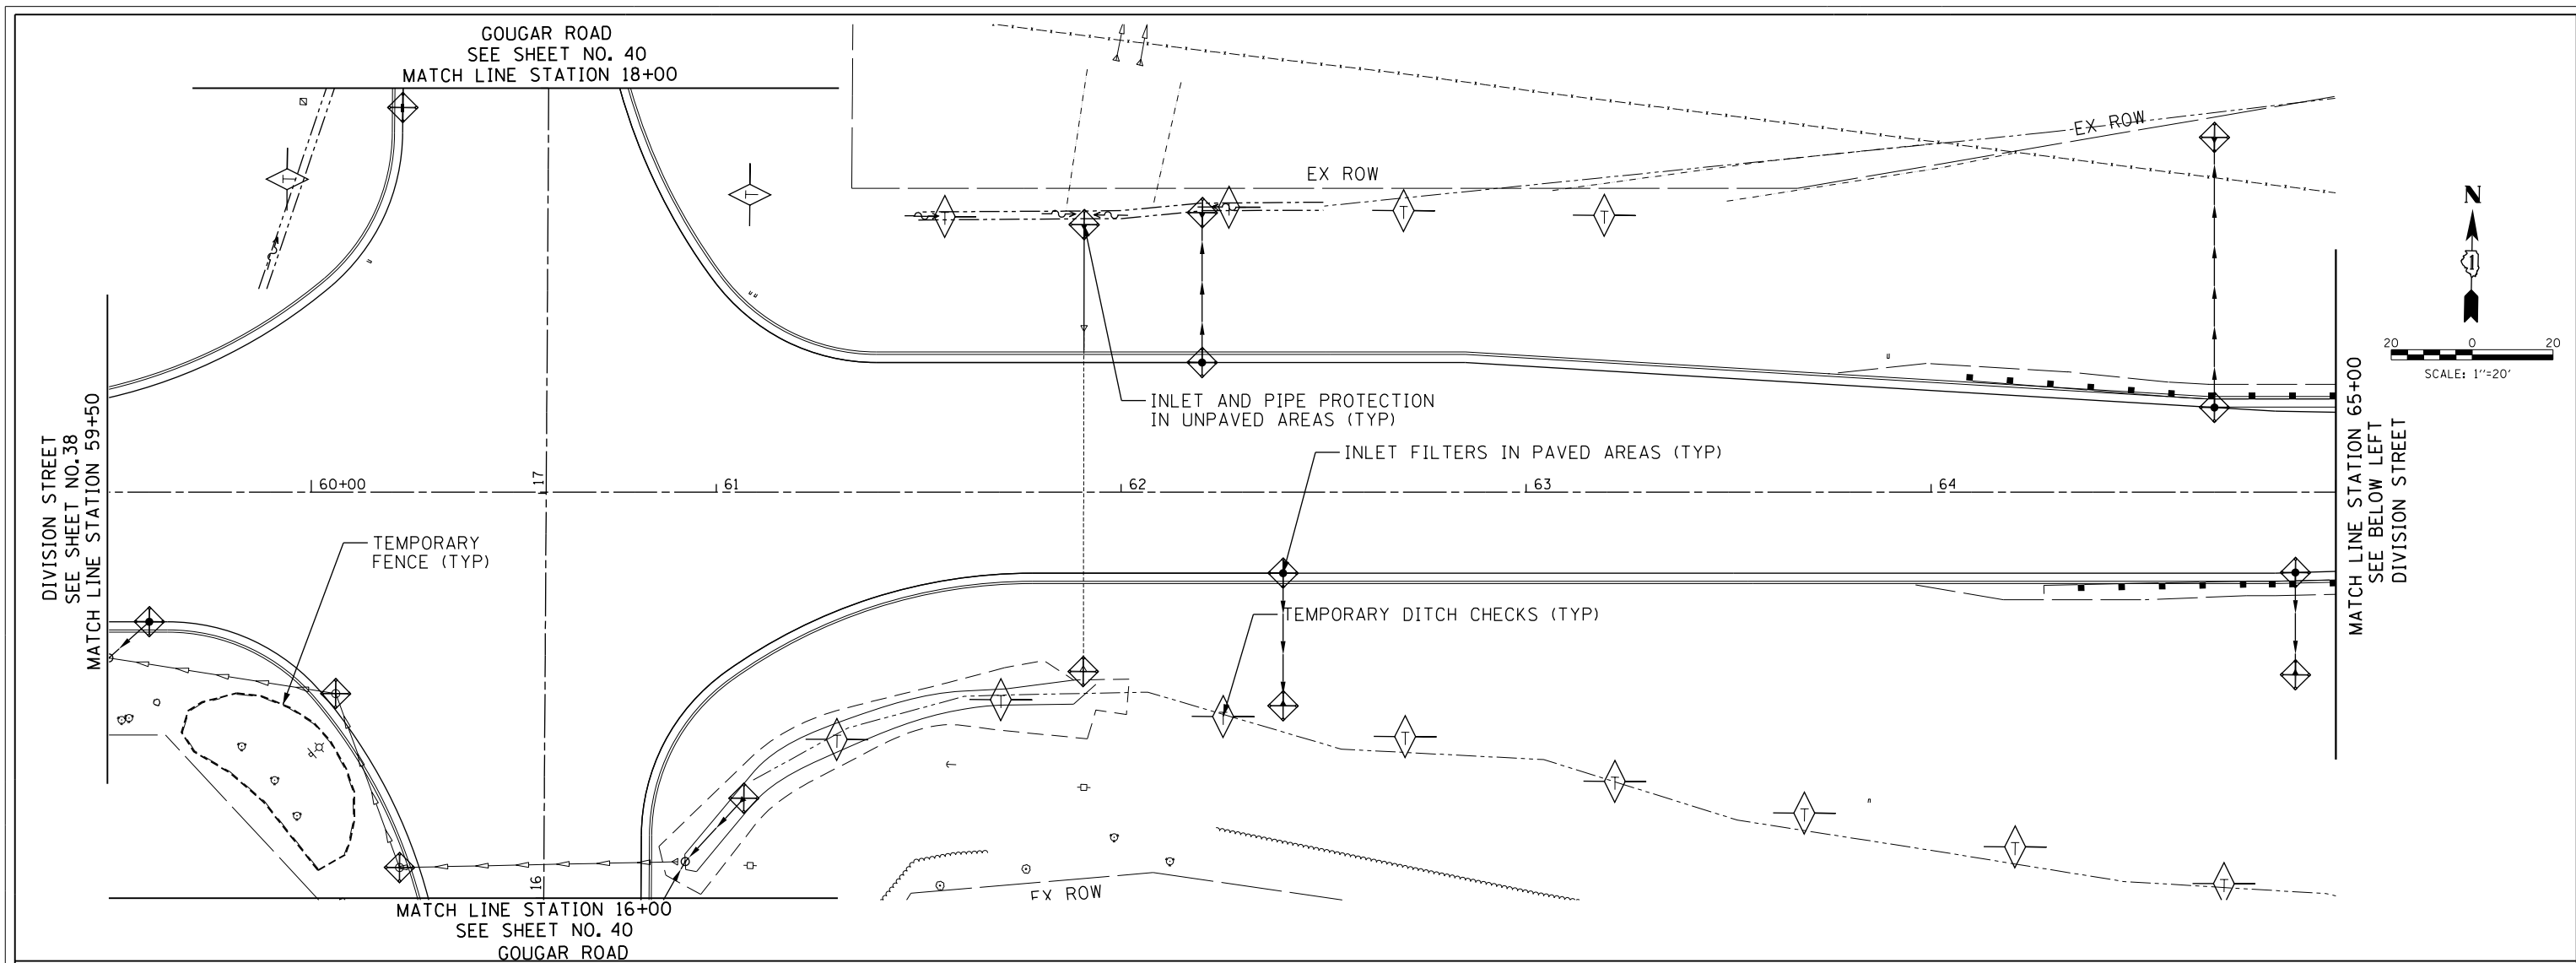 GOUGAR ROAD
SEE SHEET NO. 40
MATCH LINE STATION 18+00
EX ROW
EX ROW
N
1
20 0 20
SCALE: 1''=20'
INLET AND PIPE PROTECTION
IN UNPAVED AREAS (TYP)
INLET FILTERS IN PAVED AREAS (TYP)
DIVISION STREET
SEE SHEET NO.38
MATCH LINE STATION 59+50
60+00
17
61
62
63
64
MATCH LINE STATION 65+00
SEE BELOW LEFT
DIVISION STREET
TEMPORARY
FENCE (TYP)
TEMPORARY DITCH CHECKS (TYP)
T
T
T
T
T
T
T
T
T
T
T
T
T
T
16
EX ROW
MATCH LINE STATION 16+00
SEE SHEET NO. 40
GOUGAR ROAD